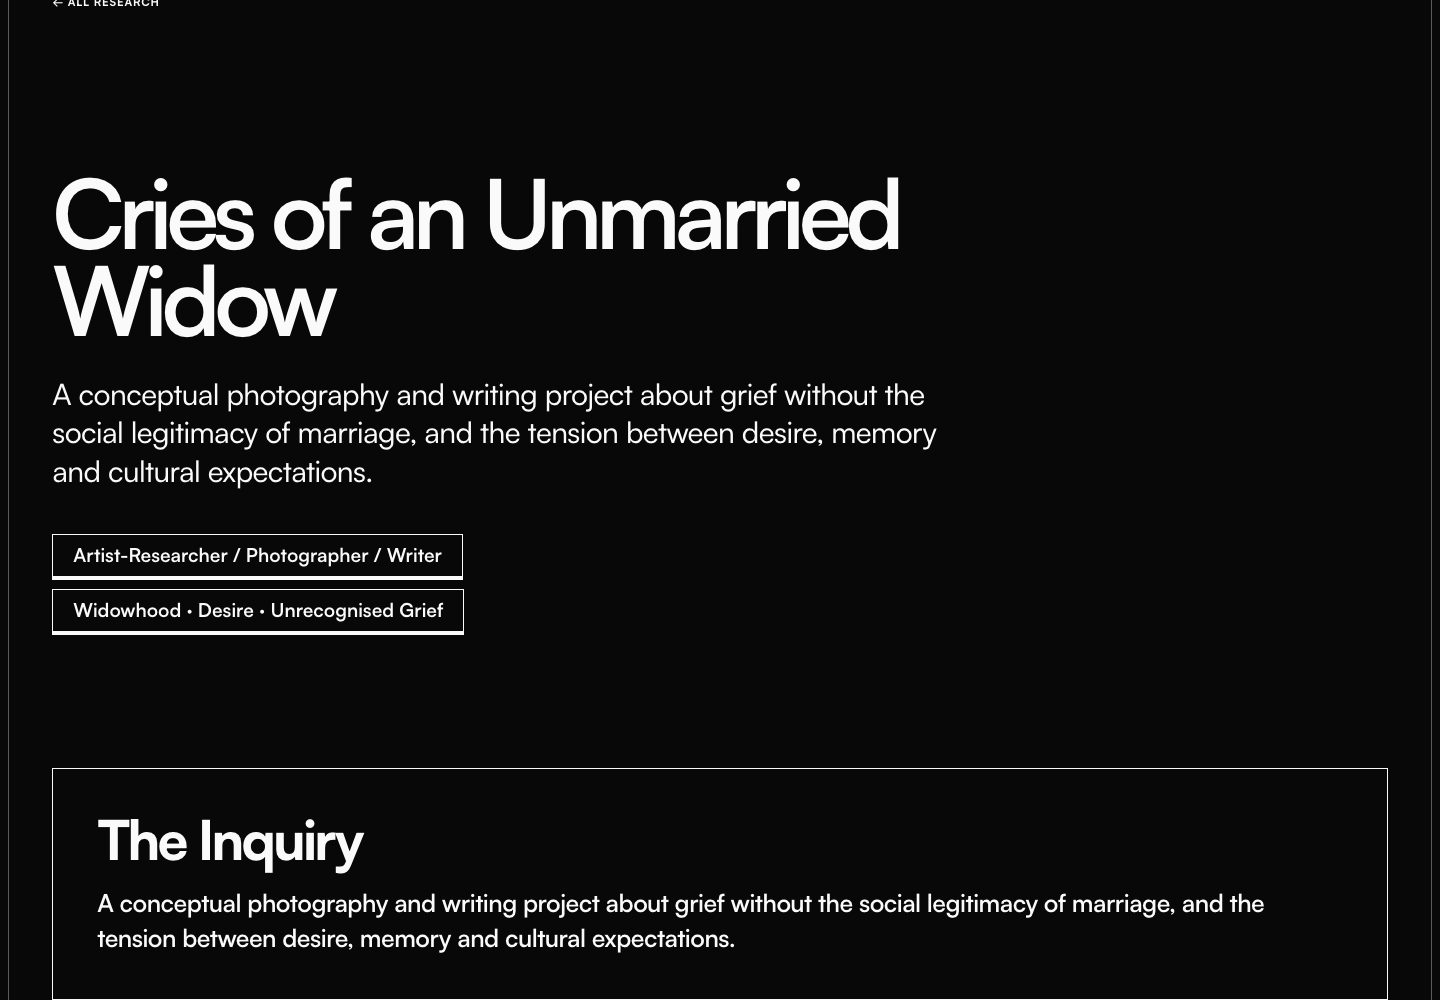 ← ALL RESEARCH
Cries of an Unmarried
Widow
A conceptual photography and writing project about grief without the
social legitimacy of marriage, and the tension between desire, memory
and cultural expectations.
Artist-Researcher / Photographer / Writer
Widowhood · Desire · Unrecognised Grief
The Inquiry
A conceptual photography and writing project about grief without the social legitimacy of marriage, and the
tension between desire, memory and cultural expectations.